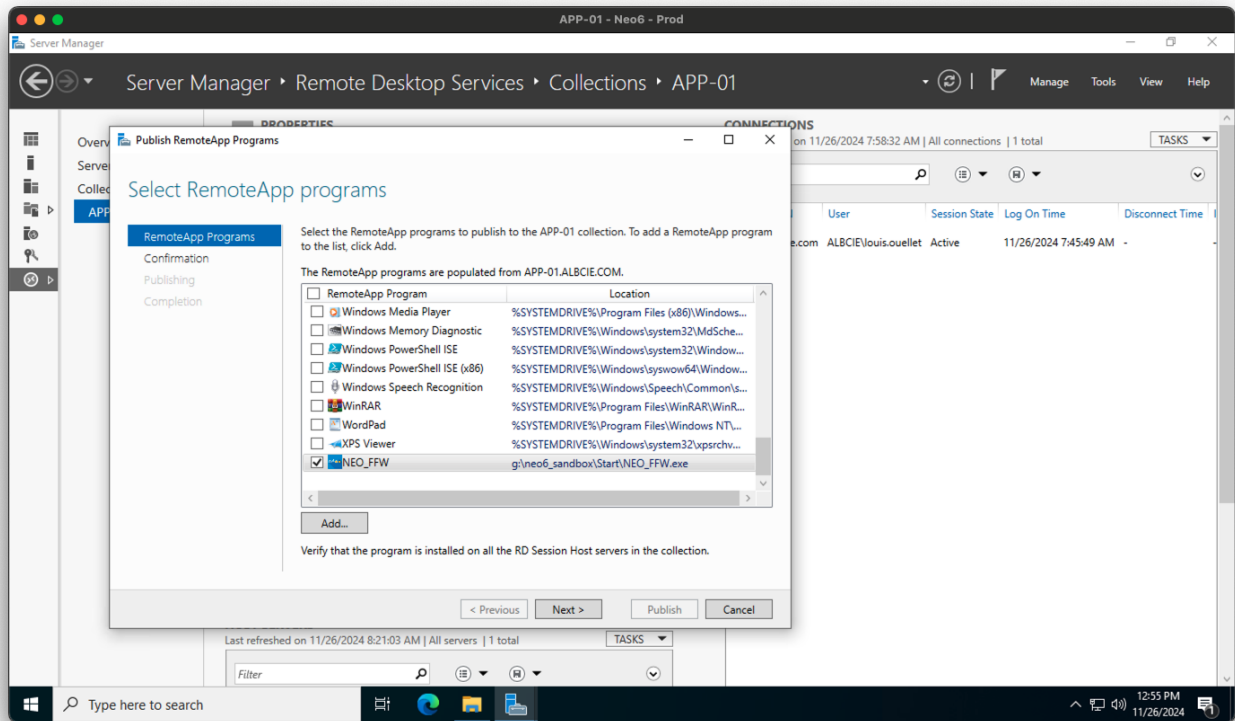 APP-01 - Neo6 - Prod
Server Manager
Server Manager ‣ Remote Desktop Services ‣ Collections ‣ APP-01
Manage Tools View Help
PROPERTIES
CONNECTIONS
on 11/26/2024 7:58:32 AM | All connections | 1 total
TASKS
User Session State Log On Time Disconnect Time
e.com ALBCIE\louis.ouellet Active 11/26/2024 7:45:49 AM - -
Overv
Server
Collec
APP
Publish RemoteApp Programs
Select RemoteApp programs
RemoteApp Programs
Confirmation
Publishing
Completion
Select the RemoteApp programs to publish to the APP-01 collection. To add a RemoteApp program
to the list, click Add.
The RemoteApp programs are populated from APP-01.ALBCIE.COM.
RemoteApp Program Location
Windows Media Player %SYSTEMDRIVE%\Program Files (x86)\Windows...
Windows Memory Diagnostic %SYSTEMDRIVE%\Windows\system32\MdSche...
Windows PowerShell ISE %SYSTEMDRIVE%\Windows\system32\Window...
Windows PowerShell ISE (x86) %SYSTEMDRIVE%\Windows\syswow64\Window...
Windows Speech Recognition %SYSTEMDRIVE%\Windows\Speech\Common\s...
WinRAR %SYSTEMDRIVE%\Program Files\WinRAR\WinR...
WordPad %SYSTEMDRIVE%\Program Files\Windows NT\...
XPS Viewer %SYSTEMDRIVE%\Windows\system32\xpsrchv...
NEO_FFW g:\neo6_sandbox\Start\NEO_FFW.exe
Add...
Verify that the program is installed on all the RD Session Host servers in the collection.
< Previous Next > Publish Cancel
Last refreshed on 11/26/2024 8:21:03 AM | All servers | 1 total
TASKS
Filter
Type here to search
12:55 PM
11/26/2024
1